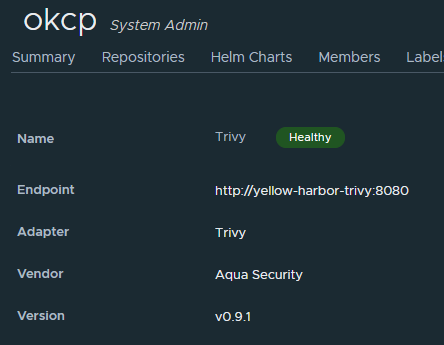 okcp System Admin
Summary Repositories Helm Charts Members Label
Name Trivy Healthy
Endpoint http://yellow-harbor-trivy:8080
Adapter Trivy
Vendor Aqua Security
Version v0.9.1